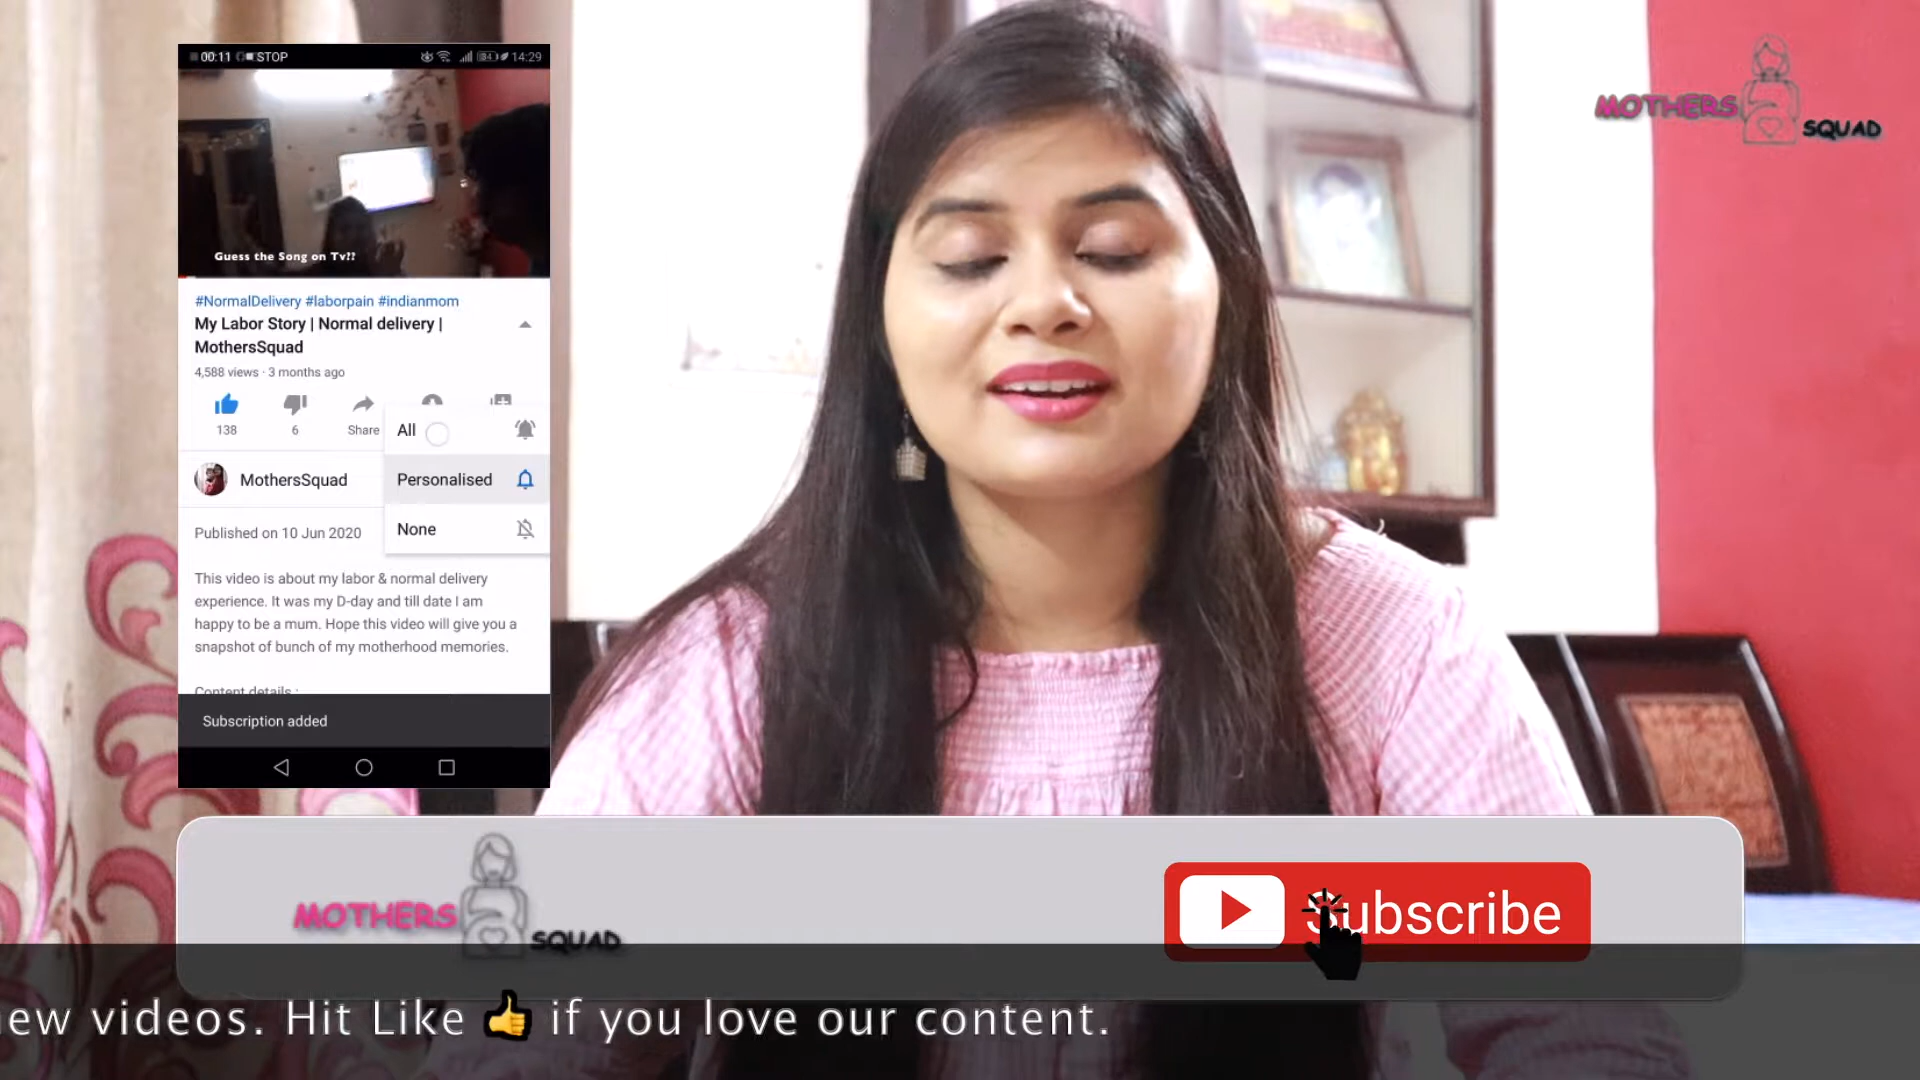 00:11 STOP 84 14:29
Guess the Song on Tv??
#NormalDelivery #laborpain #indianmom
My Labor Story | Normal delivery |
MothersSquad
4,588 views · 3 months ago
138 6 Share
All
MothersSquad
Personalised
None
Published on 10 Jun 2020
This video is about my labor & normal delivery
experience. It was my D-day and till date I am
happy to be a mum. Hope this video will give you a
snapshot of bunch of my motherhood memories.
Content details :
Subscription added
MOTHERS
SQUAD
MOTHERS
SQUAD
Subscribe
videos. Hit Like 👍 if you love our content.